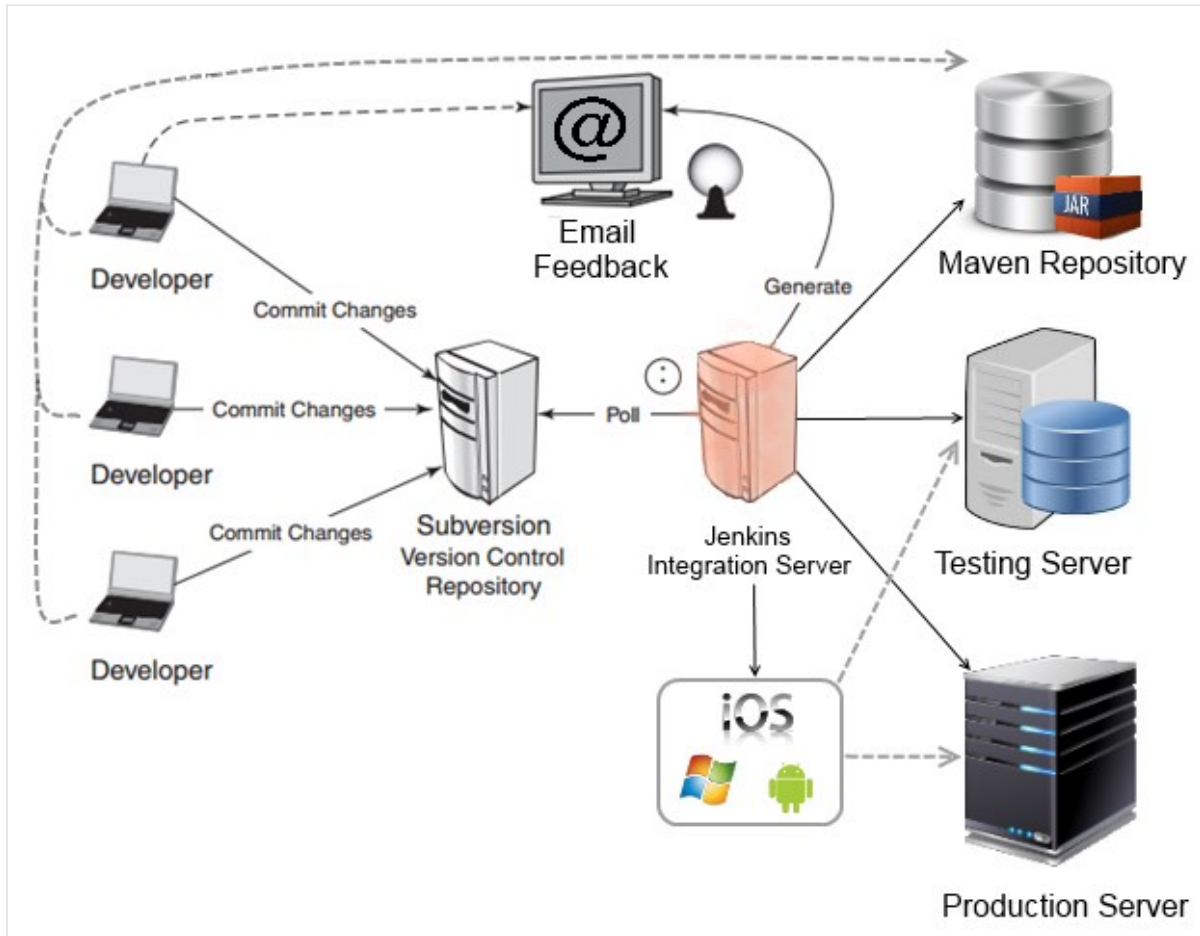 @
Email
Feedback
JAR
Maven Repository
Developer
Commit Changes
Generate
Developer
Commit Changes
Poll
Subversion
Version Control
Repository
Jenkins
Integration Server
Testing Server
Commit Changes
Developer
iOS
Production Server